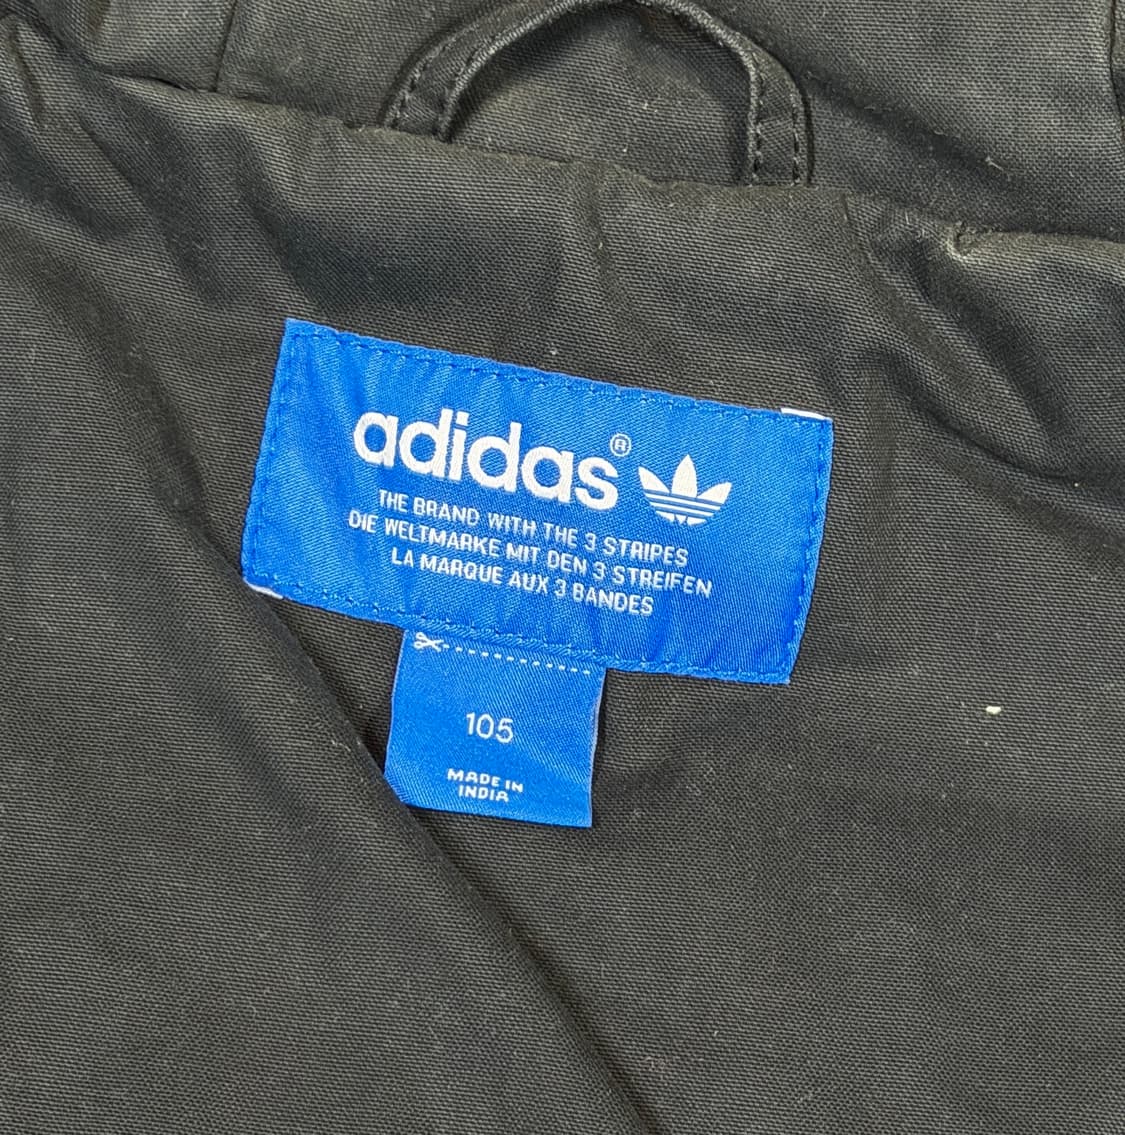 adidas®
THE BRAND WITH THE 3 STRIPES
DIE WELTMARKE MIT DEN 3 STREIFEN
LA MARQUE AUX 3 BANDES
105
MADE IN
INDIA